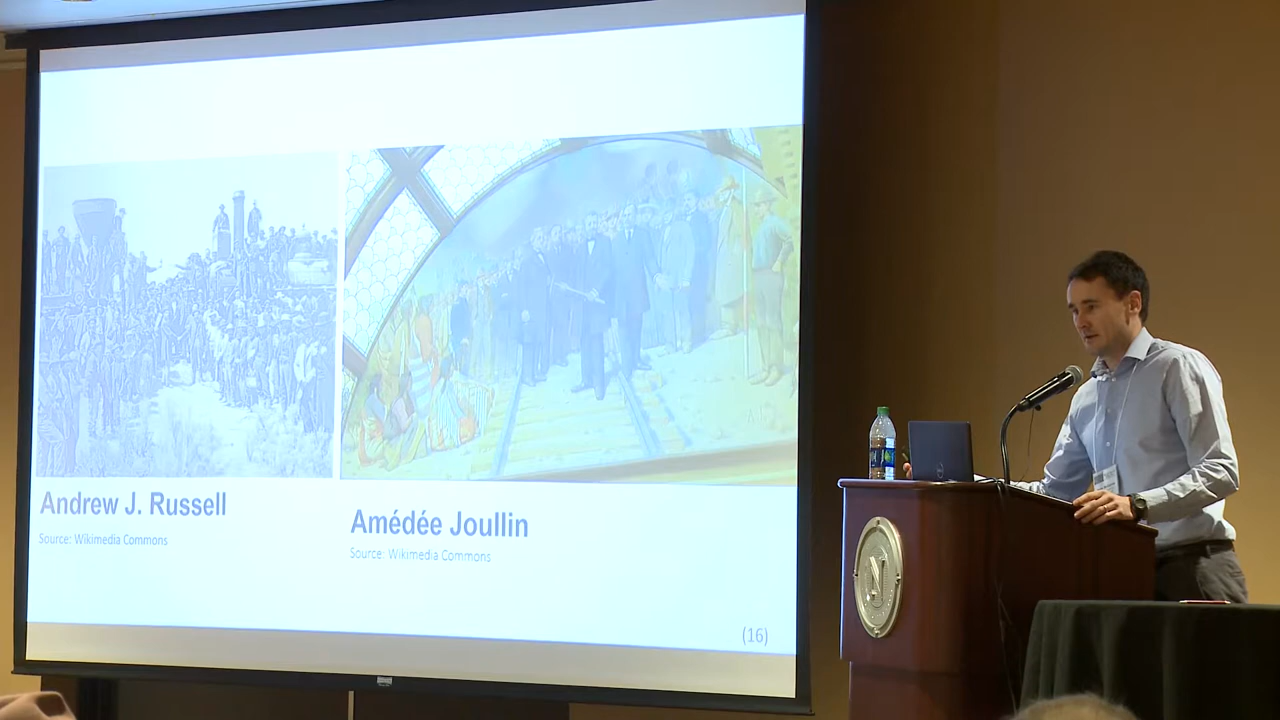 Andrew J. Russell
Source: Wikimedia Commons
Amédée Joullin
Source: Wikimedia Commons
(16)
N